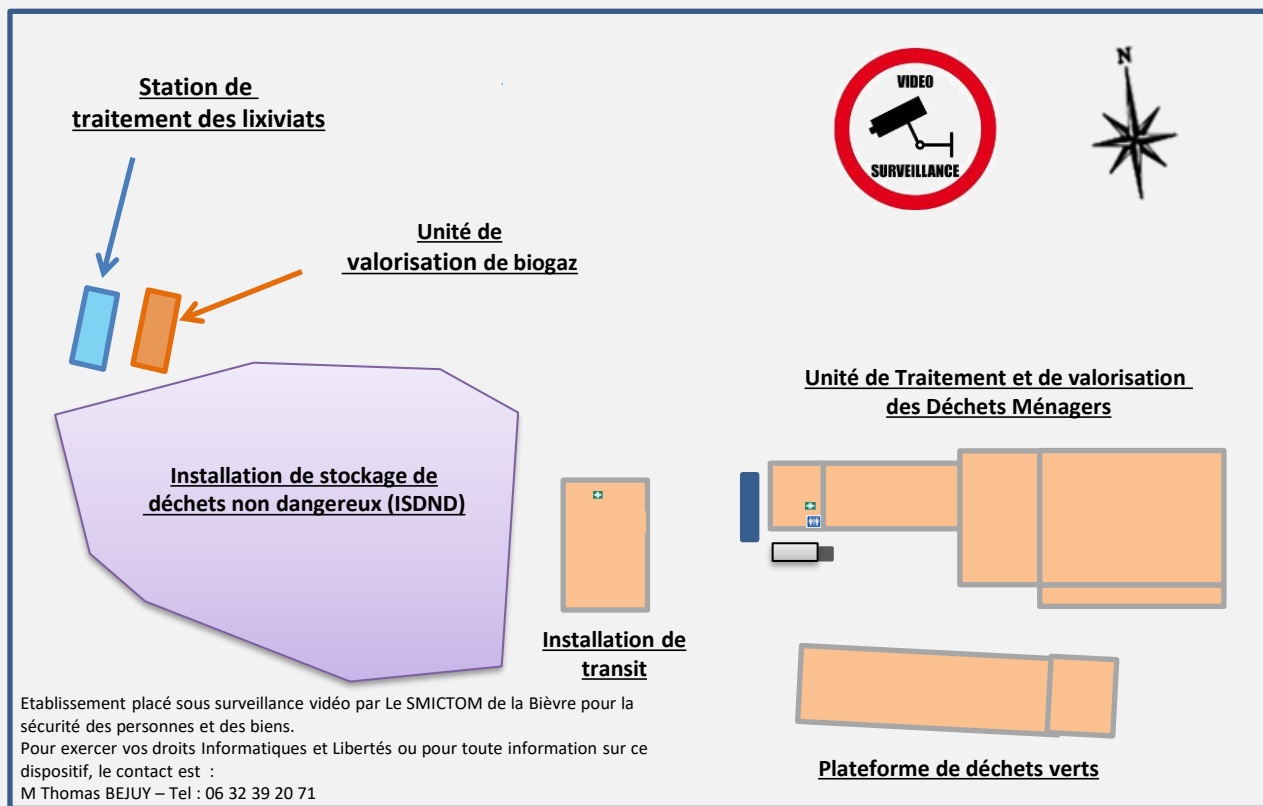 Station de
traitement des lixiviats
VIDEO
SURVEILLANCE
N
Unité de
valorisation de biogaz
Unité de Traitement et de valorisation
des Déchets Ménagers
Installation de stockage de
déchets non dangereux (ISDND)
Installation de
transit
Etablissement placé sous surveillance vidéo par Le SMICTOM de la Bièvre pour la
sécurité des personnes et des biens.
Pour exercer vos droits Informatiques et Libertés ou pour toute information sur ce
dispositif, le contact est :
M Thomas BEJUY – Tel : 06 32 39 20 71
Plateforme de déchets verts